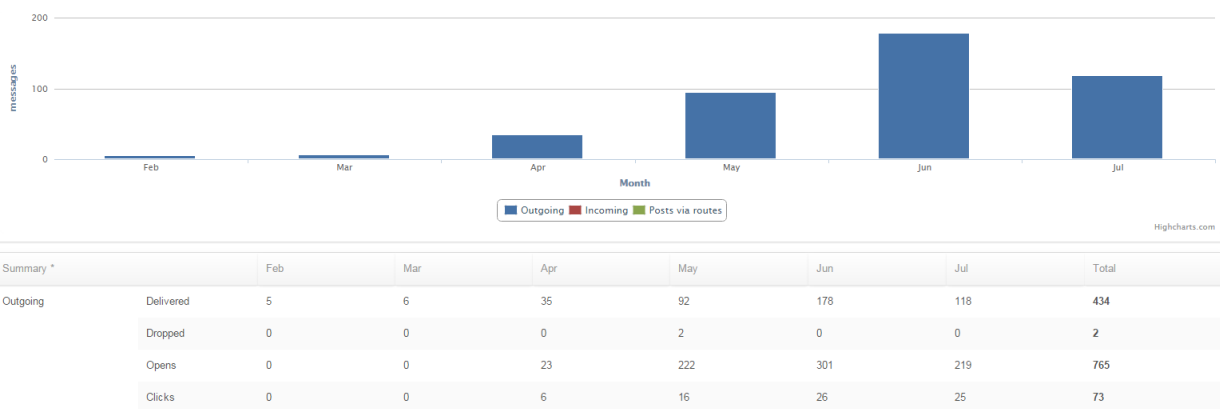 200
messages
100
0
Feb Mar Apr May Jun Jul
Month
Outgoing Incoming Posts via routes
Highcharts.com
Summary * Feb Mar Apr May Jun Jul Total
Outgoing Delivered 5 6 35 92 178 118 434
Dropped 0 0 0 2 0 0 2
Opens 0 0 23 222 301 219 765
Clicks 0 0 6 16 26 25 73